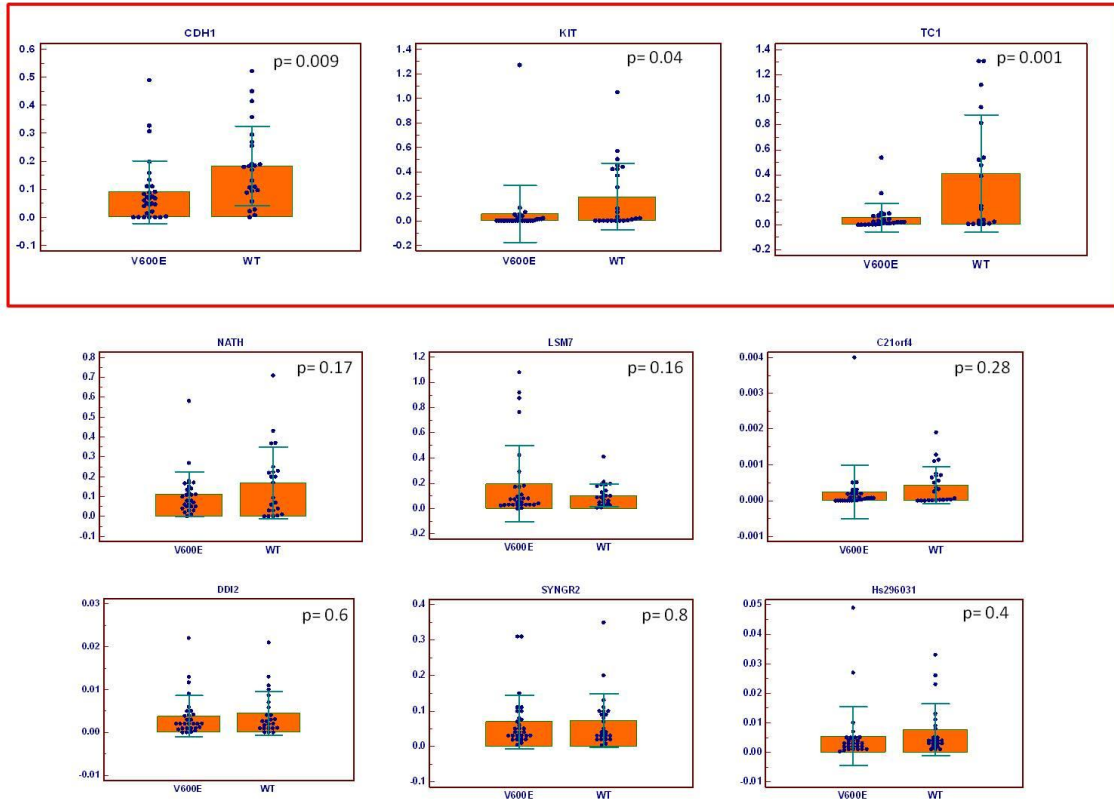 CDH1
p= 0.009
0.6
0.5
0.4
0.3
0.2
0.1
0.0
-0.1
V600E WT
KIT
p= 0.04
1.4
1.2
1.0
0.8
0.6
0.4
0.2
0.0
-0.2
V600E WT
TC1
p= 0.001
1.4
1.2
1.0
0.8
0.6
0.4
0.2
0.0
-0.2
V600E WT
NATH
p= 0.17
0.8
0.7
0.6
0.5
0.4
0.3
0.2
0.1
0.0
-0.1
V600E WT
LSM7
p= 0.16
1.2
1.0
0.8
0.6
0.4
0.2
0.0
-0.2
V600E WT
C21orf4
p= 0.28
0.004
0.003
0.002
0.001
0.000
-0.001
V600E WT
DDI2
p= 0.6
0.03
0.02
0.01
0.00
-0.01
V600E WT
SYNGR2
p= 0.8
0.4
0.3
0.2
0.1
0.0
-0.1
V600E WT
Hs296031
p= 0.4
0.05
0.04
0.03
0.02
0.01
0.00
-0.01
V600E WT